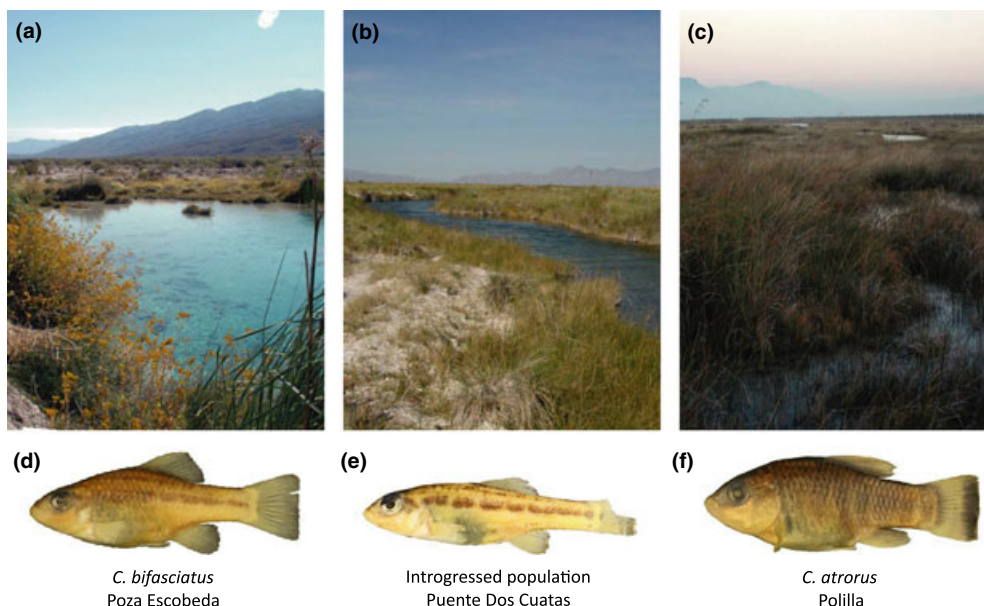 (a)
(b)
(c)
(d)
(e)
(f)
C. bifasciatus
Poza Escobeda
Introgressed population
Puente Dos Cuatas
C. atrorus
Polilla